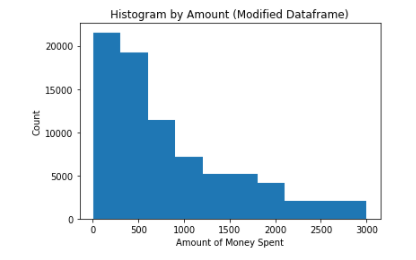 Histogram by Amount (Modified Dataframe)
20000
15000
10000
5000
0
Count
0 500 1000 1500 2000 2500 3000
Amount of Money Spent